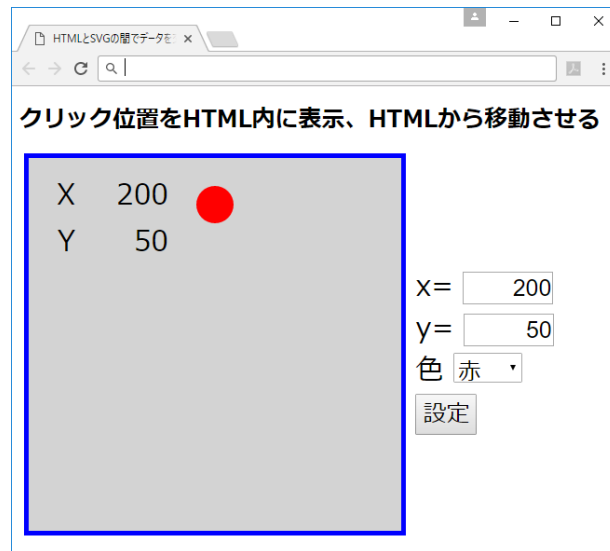 HTMLとSVGの間でデータを
クリック位置をHTML内に表示、HTMLから移動させる
X 200
Y 50
x= 200
y= 50
色 赤
設定